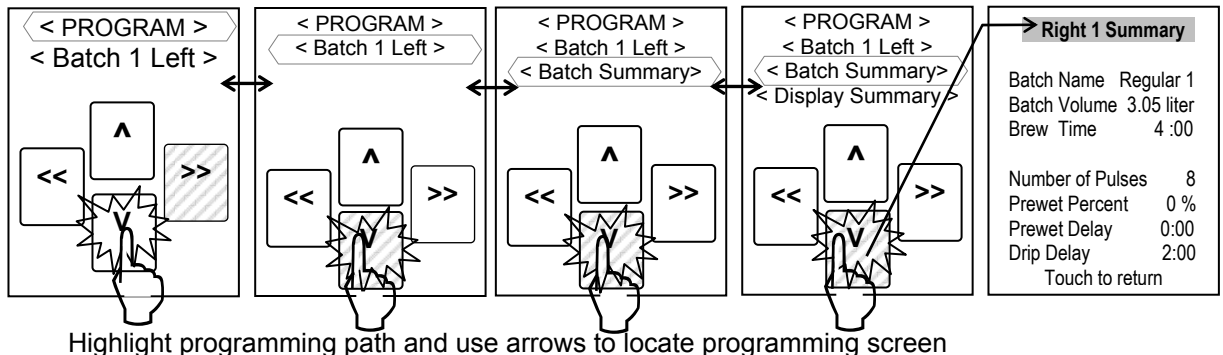 < PROGRAM >
< Batch 1 Left >
^
<<
>>
V
< PROGRAM >
< Batch 1 Left >
^
<<
>>
V
< PROGRAM >
< Batch 1 Left >
< Batch Summary>
^
<<
>>
V
< PROGRAM >
< Batch 1 Left >
< Batch Summary>
< Display Summary >
^
<<
>>
V
Right 1 Summary
Batch Name Regular 1
Batch Volume 3.05 liter
Brew Time 4 :00
Number of Pulses 8
Prewet Percent 0 %
Prewet Delay 0:00
Drip Delay 2:00
Touch to return
Highlight programming path and use arrows to locate programming screen